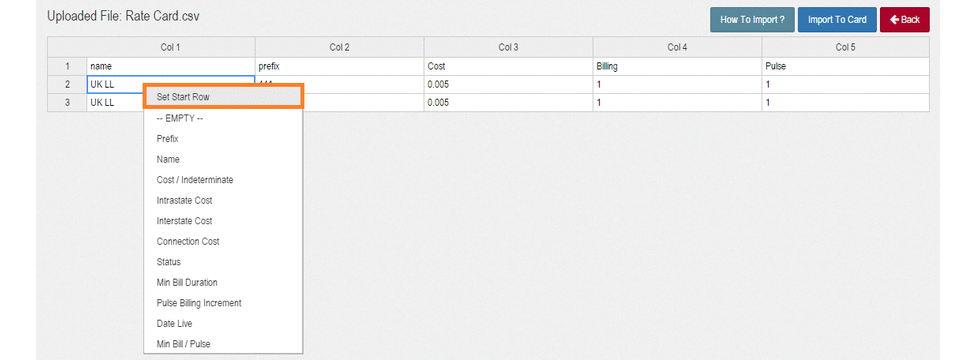 Uploaded File: Rate Card.csv
How To Import ? Import To Card Back
Col 1 Col 2 Col 3 Col 4 Col 5
1 name prefix Cost Billing Pulse
2 UK LL 0.005 1 1
3 UK LL 0.005 1 1
Set Start Row
-- EMPTY --
Prefix
Name
Cost / Indeterminate
Intrastate Cost
Interstate Cost
Connection Cost
Status
Min Bill Duration
Pulse Billing Increment
Date Live
Min Bill / Pulse